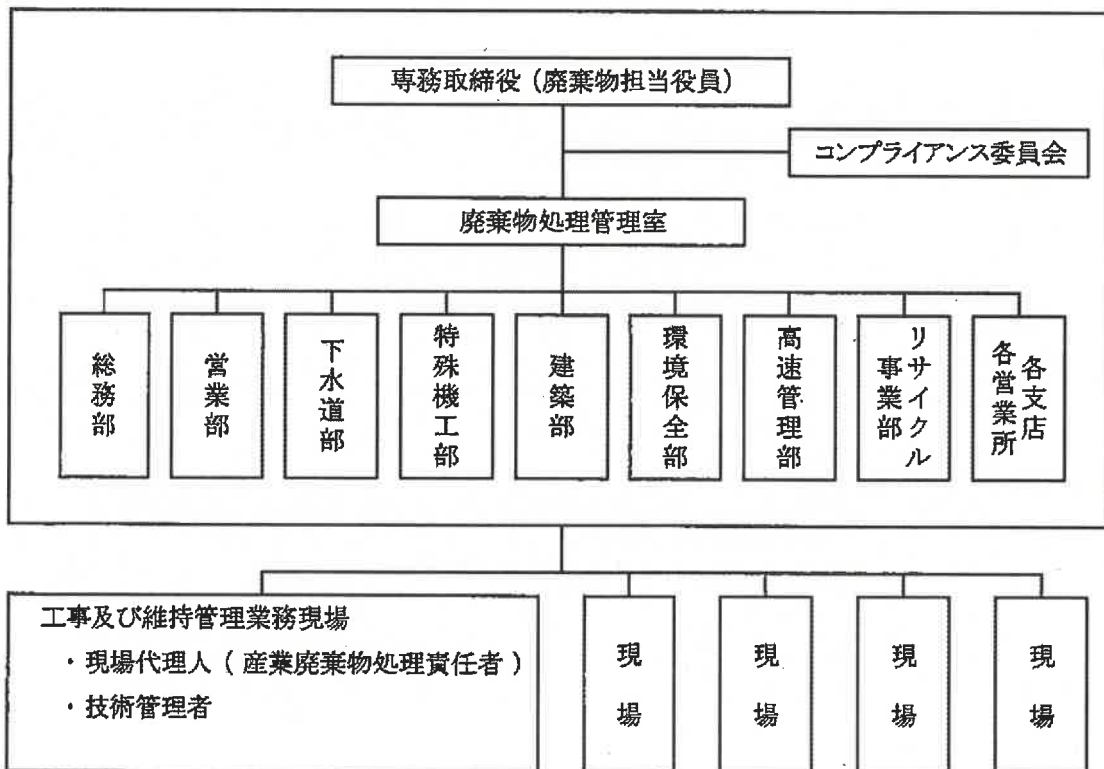 専務取締役（廃棄物担当役員）
コンプライアンス委員会
廃棄物処理管理室
総務部
営業部
下水道部
特殊機工部
建築部
環境保全部
高速管理部
リサイクル
事業部
各支店
各営業所
工事及び維持管理業務現場
・現場代理人（産業廃棄物処理責任者）
・技術管理者
現場
現場
現場
現場